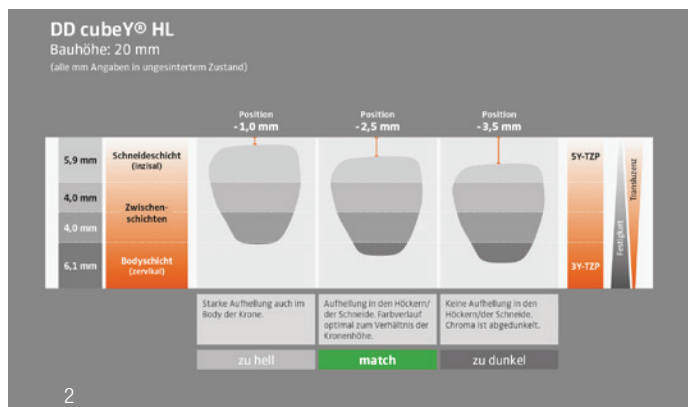 DD cubeY® HL
Bauhöhe: 20 mm
(alle mm Angaben in ungesintertem Zustand)
Position
-1,0 mm
Position
-2,5 mm
Position
-3,5 mm
5,9 mm
Schneideschicht
(inzisal)
5Y-TZP
4,0 mm
Zwischen-
schichten
4,0 mm
6,1 mm
Bodyschicht
(zervikal)
3Y-TZP
Festigkeit
Transluzenz
Starke Aufhellung auch im
Body der Krone.
Aufhellung in den Höckern/
der Schneide. Farbverlauf
optimal zum Verhältnis der
Kronenhöhe.
Keine Aufhellung in den
Höckern/der Schneide.
Chroma ist abgedunkelt.
zu hell
match
zu dunkel
2